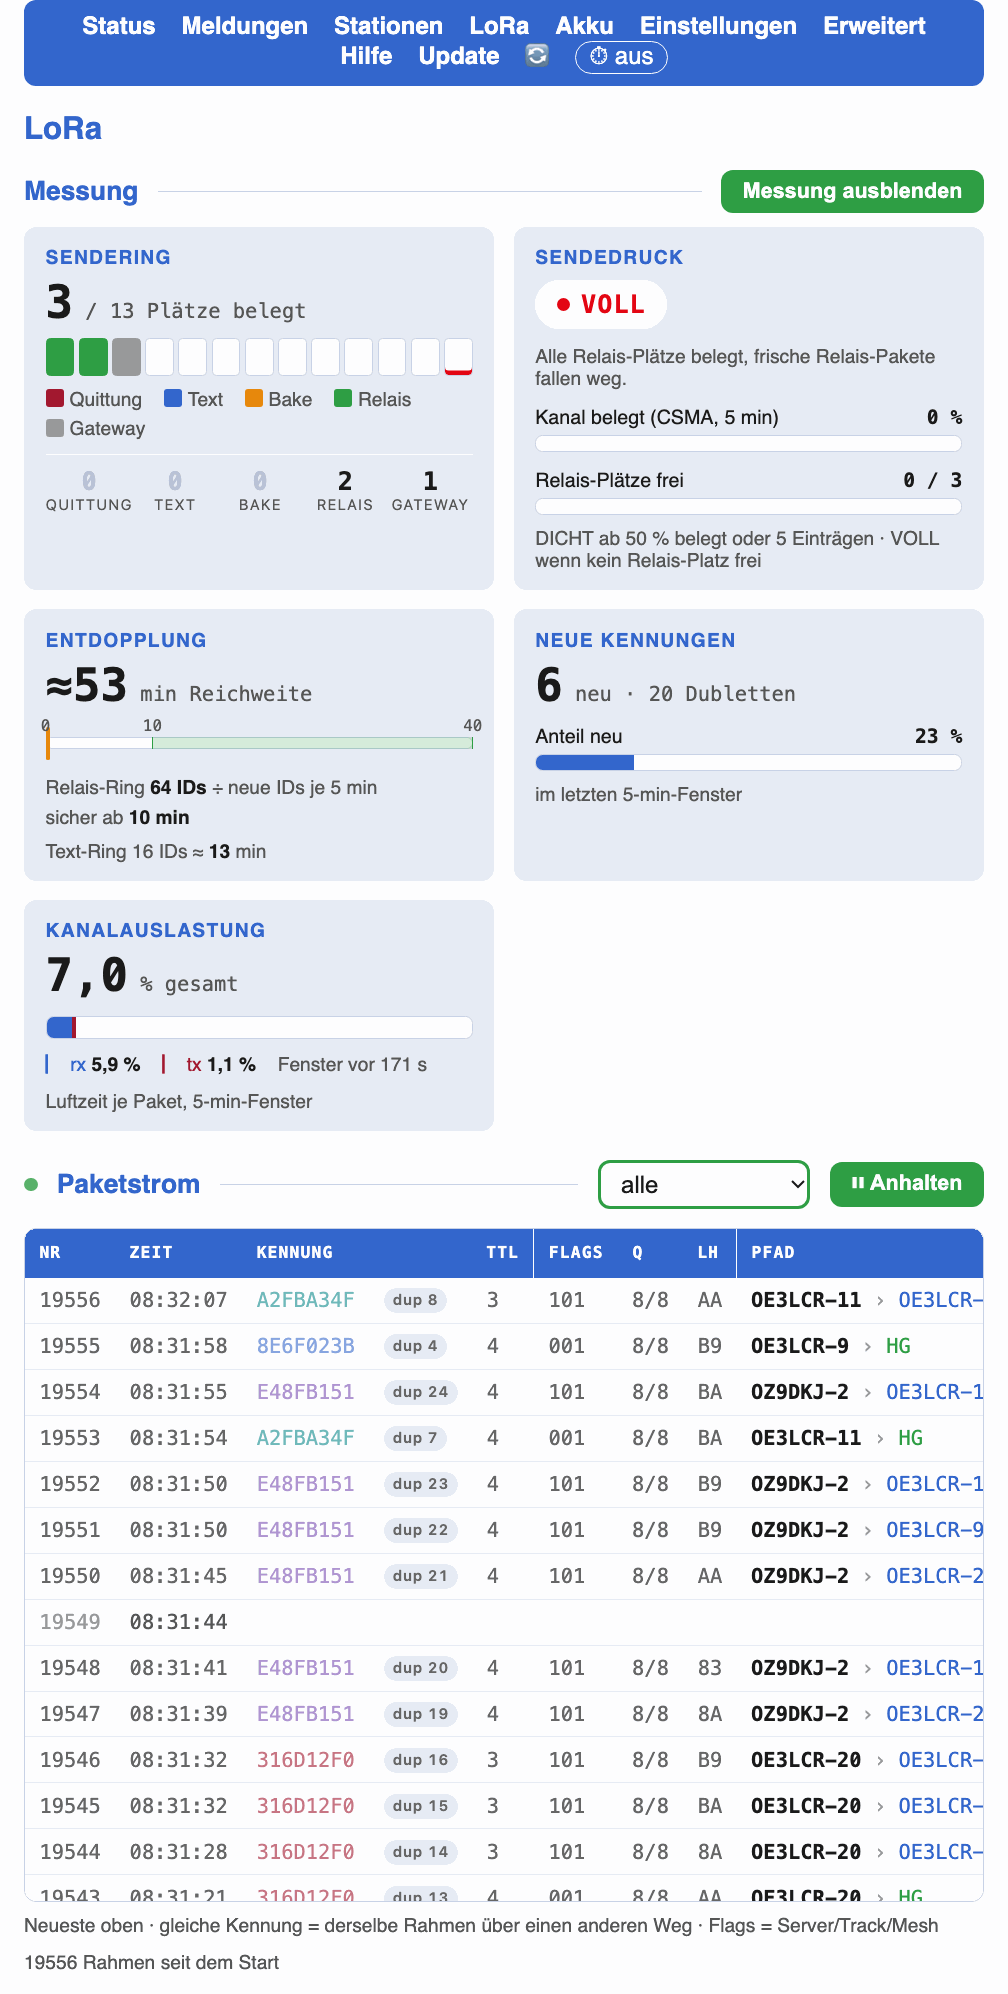 Status Meldungen Stationen LoRa Akku Einstellungen Erweitert
Hilfe Update 🔄 ⏱ aus
LoRa
Messung Messung ausblenden
SENDERING
3 / 13 Plätze belegt
Quittung Text Bake Relais
Gateway
0 0 0 2 1
QUITTUNG TEXT BAKE RELAIS GATEWAY
SENDEDRUCK
● VOLL
Alle Relais-Plätze belegt, frische Relais-Pakete
fallen weg.
Kanal belegt (CSMA, 5 min) 0 %
Relais-Plätze frei 0 / 3
DICHT ab 50 % belegt oder 5 Einträgen · VOLL
wenn kein Relais-Platz frei
ENTDOPPLUNG
≈53 min Reichweite
0 10 40
Relais-Ring 64 IDs ÷ neue IDs je 5 min
sicher ab 10 min
Text-Ring 16 IDs ≈ 13 min
NEUE KENNUNGEN
6 neu · 20 Dubletten
Anteil neu 23 %
im letzten 5-min-Fenster
KANALAUSLASTUNG
7,0 % gesamt
rx 5,9 % tx 1,1 % Fenster vor 171 s
Luftzeit je Paket, 5-min-Fenster
Paketstrom alle Anhalten
NR ZEIT KENNUNG TTL FLAGS Q LH PFAD
19556 08:32:07 A2FBA34F dup 8 3 101 8/8 AA OE3LCR-11 › OE3LCR-
19555 08:31:58 8E6F023B dup 4 4 001 8/8 B9 OE3LCR-9 › HG
19554 08:31:55 E48FB151 dup 24 4 101 8/8 BA OZ9DKJ-2 › OE3LCR-1
19553 08:31:54 A2FBA34F dup 7 4 001 8/8 BA OE3LCR-11 › HG
19552 08:31:50 E48FB151 dup 23 4 101 8/8 B9 OZ9DKJ-2 › OE3LCR-1
19551 08:31:50 E48FB151 dup 22 4 101 8/8 B9 OZ9DKJ-2 › OE3LCR-9
19550 08:31:45 E48FB151 dup 21 4 101 8/8 AA OZ9DKJ-2 › OE3LCR-2
19549 08:31:44
19548 08:31:41 E48FB151 dup 20 4 101 8/8 83 OZ9DKJ-2 › OE3LCR-1
19547 08:31:39 E48FB151 dup 19 4 101 8/8 8A OZ9DKJ-2 › OE3LCR-2
19546 08:31:32 316D12F0 dup 16 3 101 8/8 B9 OE3LCR-20 › OE3LCR-
19545 08:31:32 316D12F0 dup 15 3 101 8/8 BA OE3LCR-20 › OE3LCR-
19544 08:31:28 316D12F0 dup 14 3 101 8/8 8A OE3LCR-20 › OE3LCR-
19543 08:31:21 316D12F0 dup 13 4 001 8/8 AA OE3LCR-20 › HG
Neueste oben · gleiche Kennung = derselbe Rahmen über einen anderen Weg · Flags = Server/Track/Mesh
19556 Rahmen seit dem Start